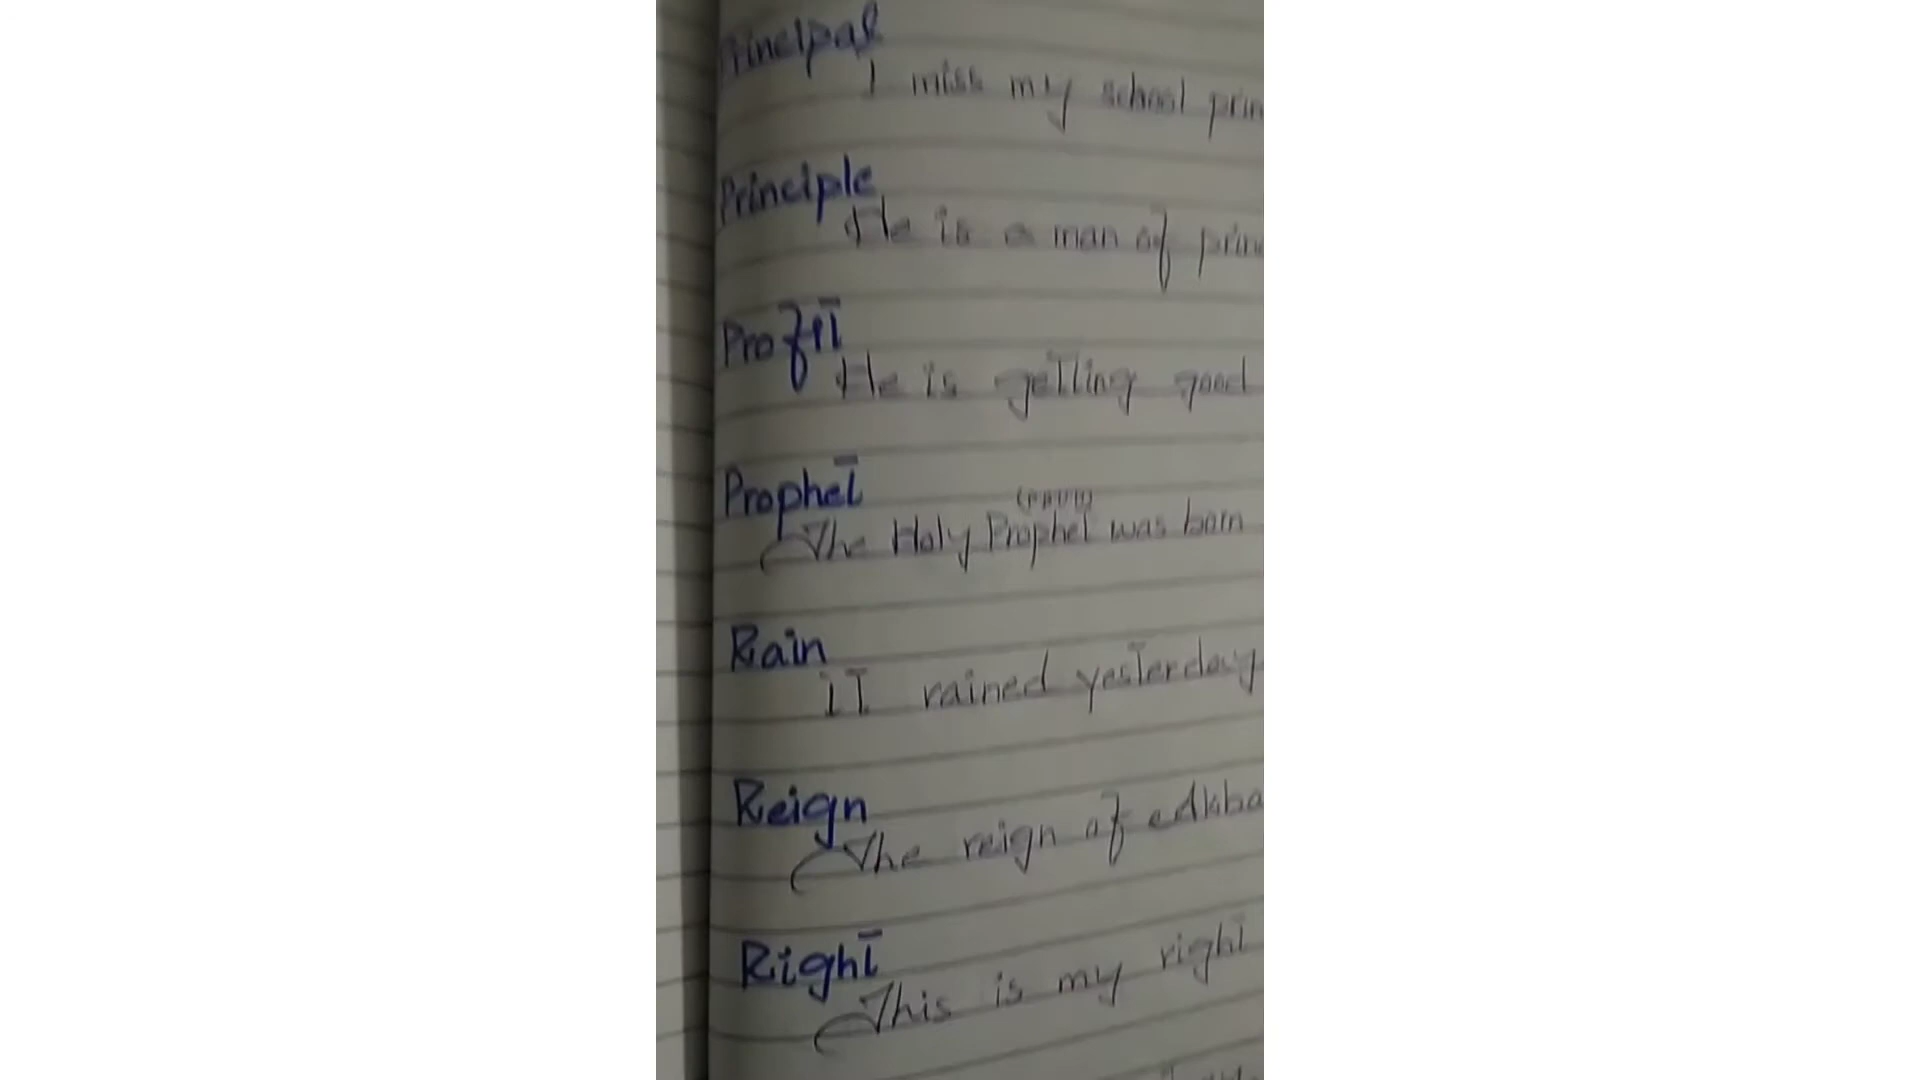 Principal
I miss my school prin
Principle
He is a man of prin
Profit
He is getting good
Prophet
The Holy Prophet was born
Rain
It rained yesterday
Reign
The reign of Akba
Right
This is my right